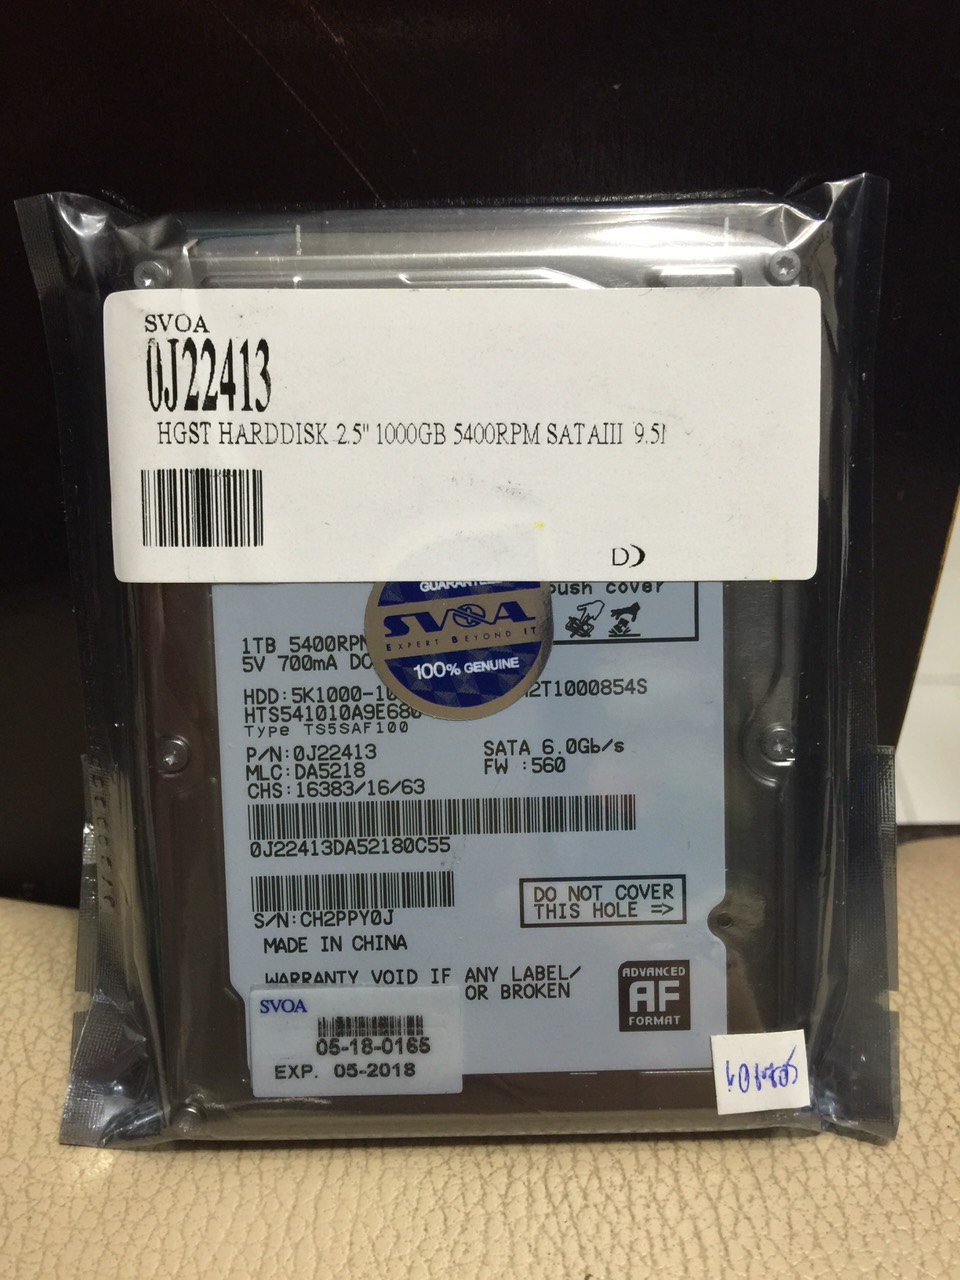 SVOA
0J22413
HGST HARDDISK 2.5" 1000GB 5400RPM SATAIII 9.5
D
GUARANTEE
SVOA
EXPERT BEYOND IT
100% GENUINE
push cover
1TB 5400RPM
5V 700mA DC
HDD:5K1000-10
2T1000854S
HTS541010A9E680
Type TS5SAF100
P/N:0J22413
SATA 6.0Gb/s
MLC:DA5218
FW :560
CHS:16383/16/63
0J22413DA52180C55
S/N:CH2PPY0J
DO NOT COVER
THIS HOLE =>
MADE IN CHINA
WARRANTY VOID IF ANY LABEL/
OR BROKEN
ADVANCED
AF
FORMAT
SVOA
05-18-0165
EXP. 05-2018